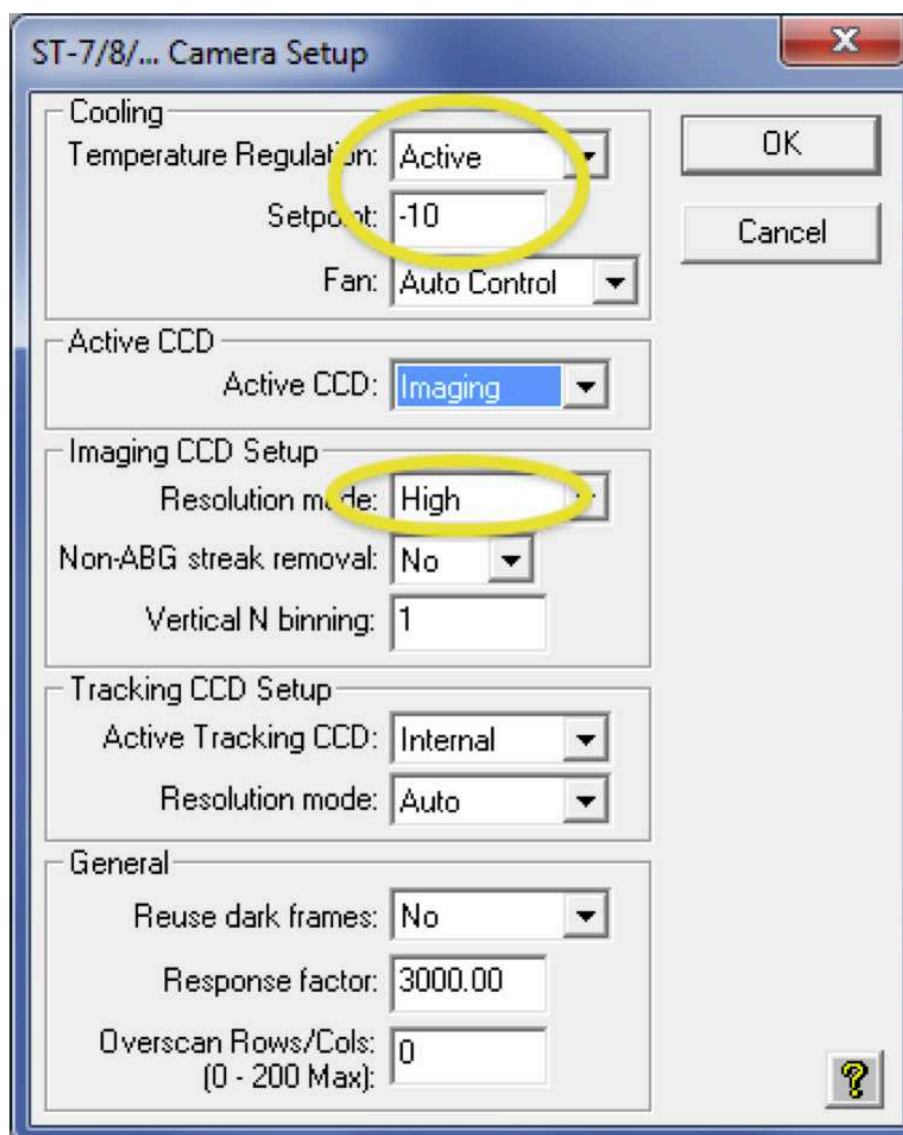 ST-7/8/... Camera Setup
Cooling
Temperature Regulation: Active
Setpoint: -10
Fan: Auto Control
OK
Cancel
Active CCD
Active CCD: Imaging
Imaging CCD Setup
Resolution mode: High
Non-ABG streak removal: No
Vertical N binning: 1
Tracking CCD Setup
Active Tracking CCD: Internal
Resolution mode: Auto
General
Reuse dark frames: No
Response factor: 3000.00
Overscan Rows/Cols: 0
(0 - 200 Max):
?